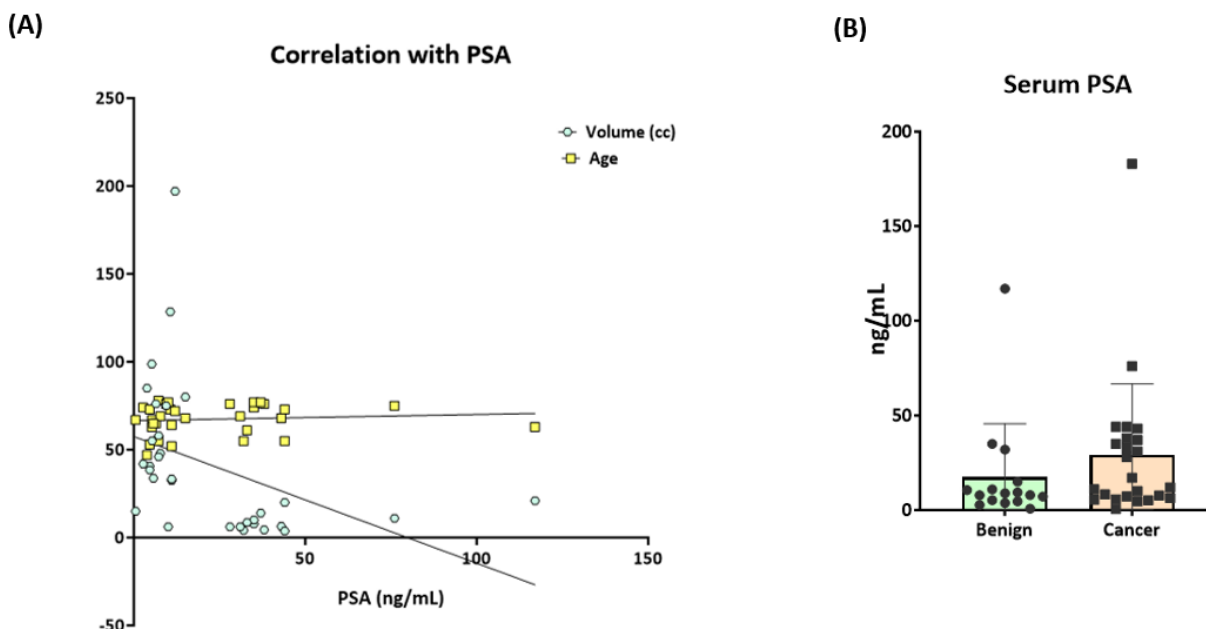 (A)
Correlation with PSA
250
200
150
100
50
0
-50
50
100
150
PSA (ng/mL)
Volume (cc)
Age
(B)
Serum PSA
200
150
100
50
0
ng/mL
Benign
Cancer